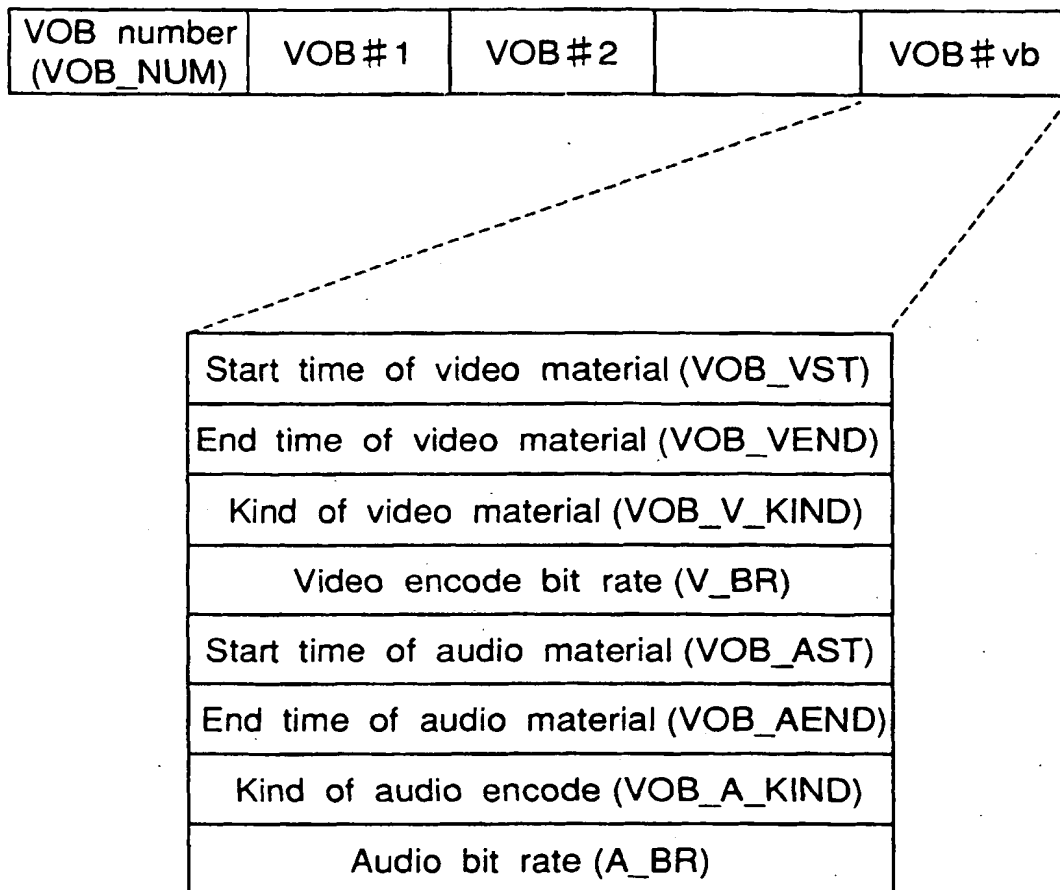 VOB number
(VOB_NUM)
VOB#1
VOB#2
VOB#vb
Start time of video material (VOB_VST)
End time of video material (VOB_VEND)
Kind of video material (VOB_V_KIND)
Video encode bit rate (V_BR)
Start time of audio material (VOB_AST)
End time of audio material (VOB_AEND)
Kind of audio encode (VOB_A_KIND)
Audio bit rate (A_BR)